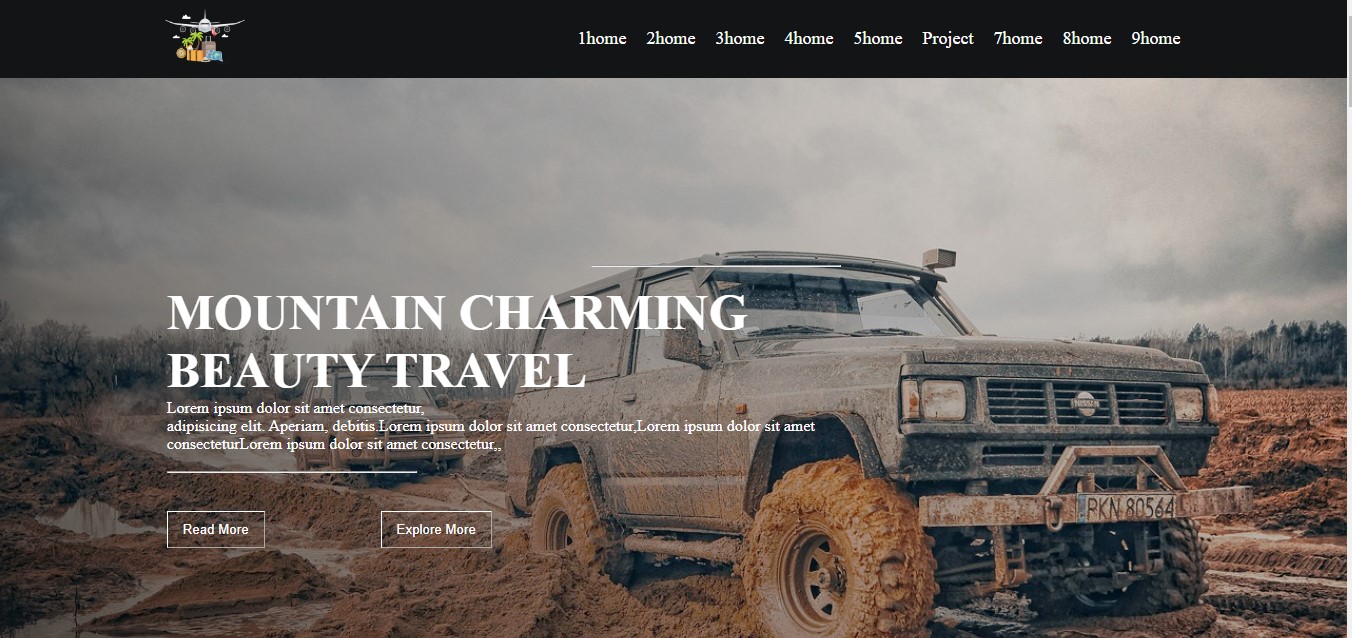 1home 2home 3home 4home 5home Project 7home 8home 9home
MOUNTAIN CHARMING
BEAUTY TRAVEL
Lorem ipsum dolor sit amet consectetur,
adipisicing elit. Aperiam, debitis.Lorem ipsum dolor sit amet consectetur,Lorem ipsum dolor sit amet
consecteturLorem ipsum dolor sit amet consectetur,,
Read More Explore More
NISSAN
RKN 80564